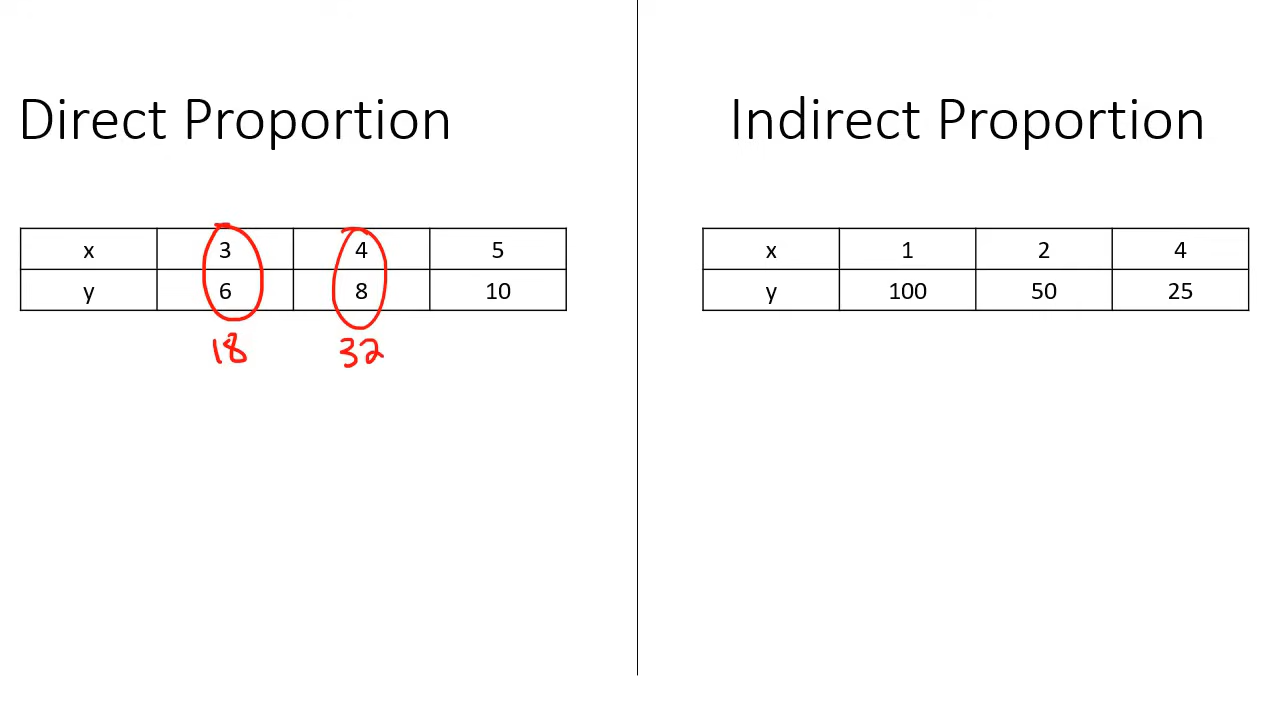 Direct Proportion
x 3 4 5
y 6 8 10
18 32
Indirect Proportion
x 1 2 4
y 100 50 25